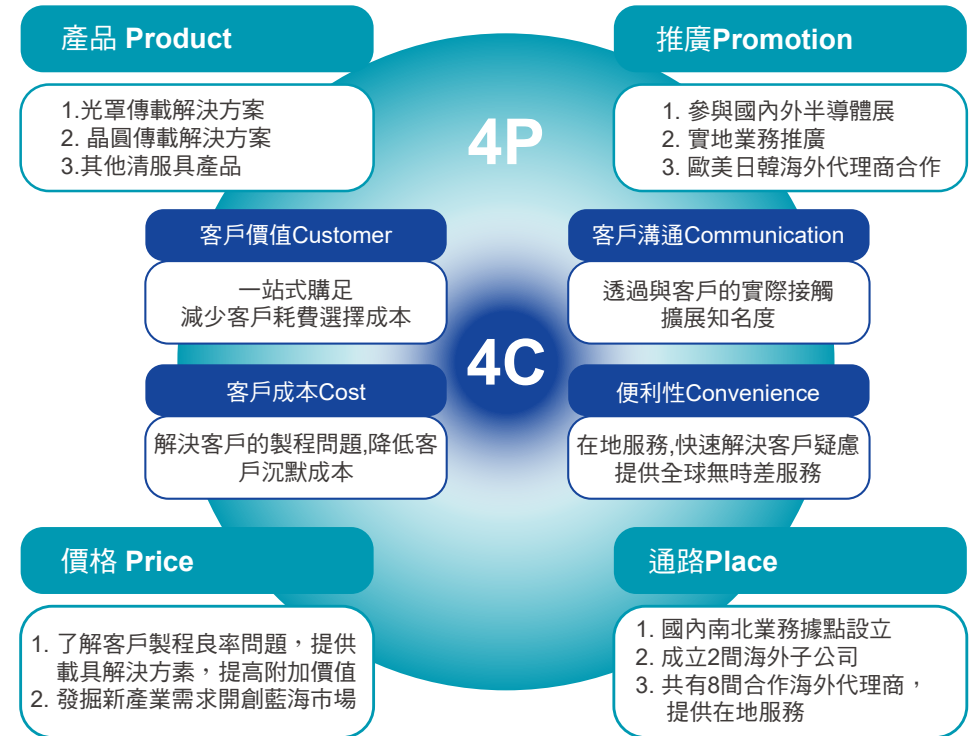 產品 Product
1.光罩傳載解決方案
2. 晶圓傳載解決方案
3.其他清服具產品
推廣Promotion
1. 參與國內外半導體展
2. 實地業務推廣
3. 歐美日韓海外代理商合作
4P
客戶價值Customer
一站式購足
減少客戶耗費選擇成本
客戶溝通Communication
透過與客戶的實際接觸
擴展知名度
4C
客戶成本Cost
解決客戶的製程問題,降低客
戶沉默成本
便利性Convenience
在地服務,快速解決客戶疑慮
提供全球無時差服務
價格 Price
1. 了解客戶製程良率問題，提供
載具解決方素，提高附加價值
2. 發掘新產業需求開創藍海市場
通路Place
1. 國內南北業務據點設立
2. 成立2間海外子公司
3. 共有8間合作海外代理商，
提供在地服務